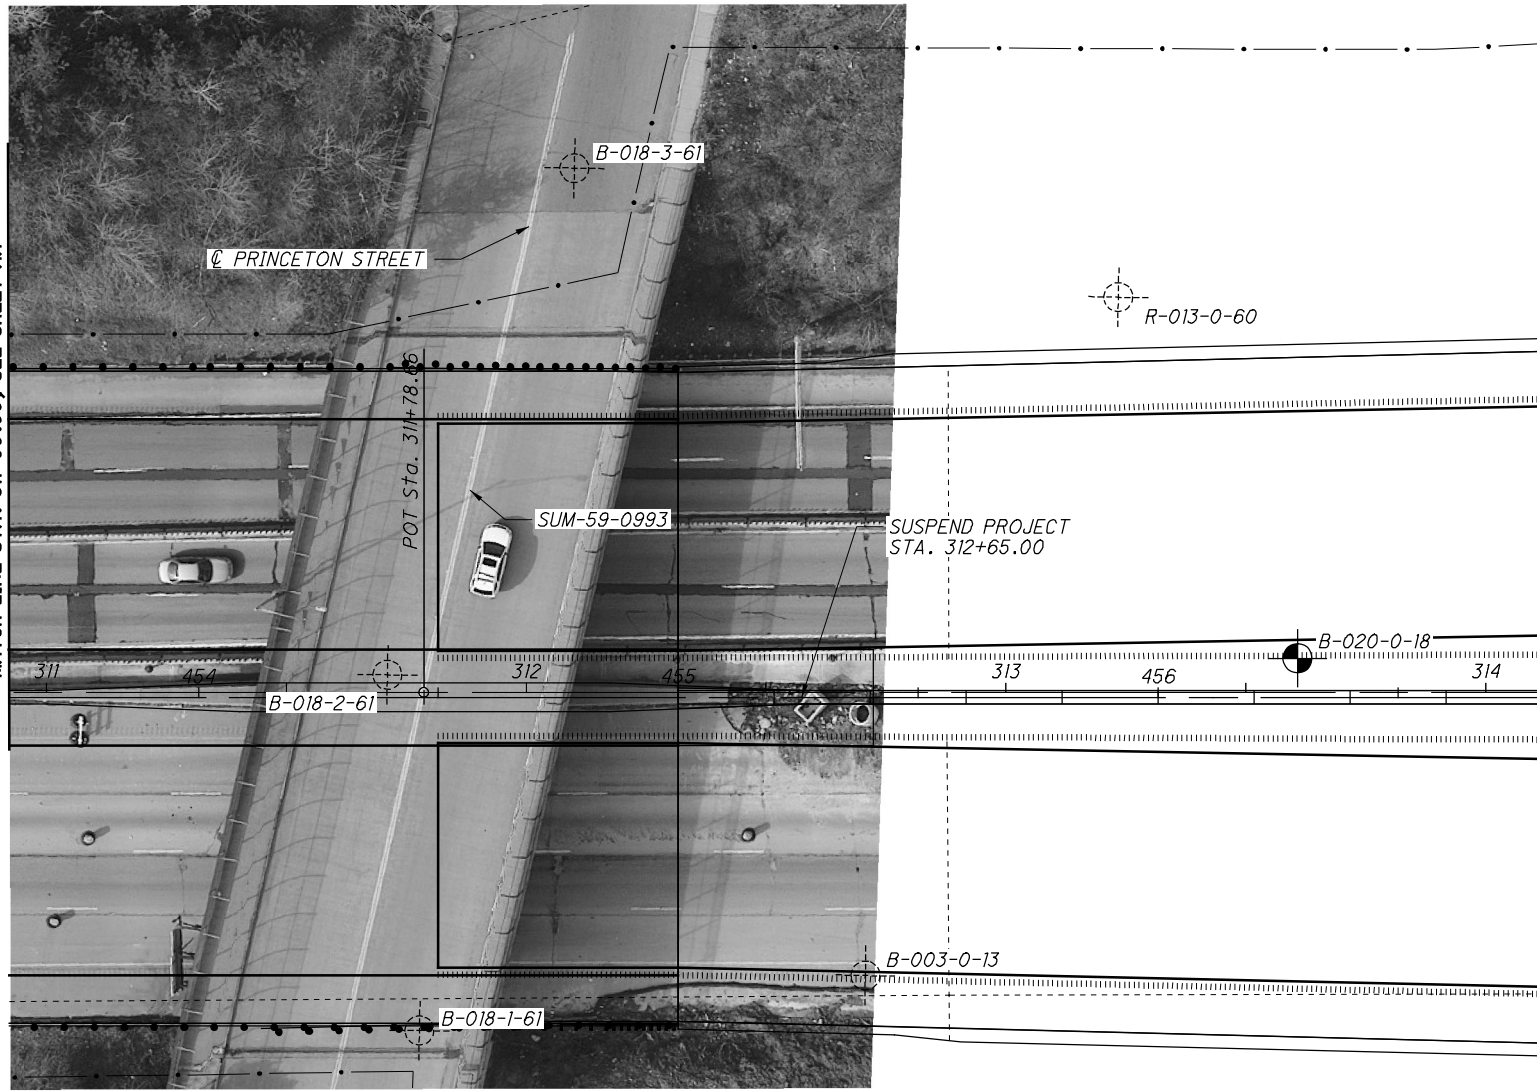 B-018-3-61
℄ PRINCETON STREET
R-013-0-60
POT Sta. 311+78.66
SUM-59-0993
SUSPEND PROJECT
STA. 312+65.00
B-020-0-18
311
454
312
455
313
456
314
B-018-2-61
B-003-0-13
B-018-1-61